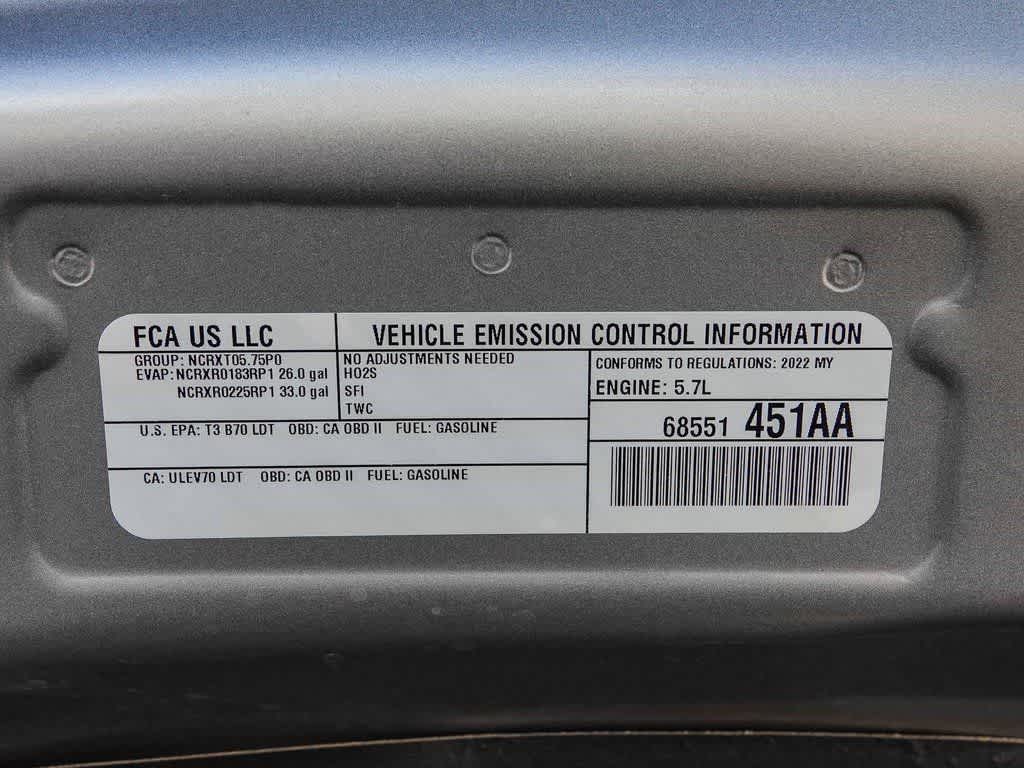 FCA US LLC
VEHICLE EMISSION CONTROL INFORMATION
GROUP: NCRXT05.75P0
EVAP: NCRXR0183RP1 26.0 gal
NCRXR0225RP1 33.0 gal
NO ADJUSTMENTS NEEDED
HO2S
SFI
TWC
CONFORMS TO REGULATIONS: 2022 MY
ENGINE: 5.7L
68551 451AA
U.S. EPA: T3 B70 LDT OBD: CA OBD II FUEL: GASOLINE
CA: ULEV70 LDT OBD: CA OBD II FUEL: GASOLINE